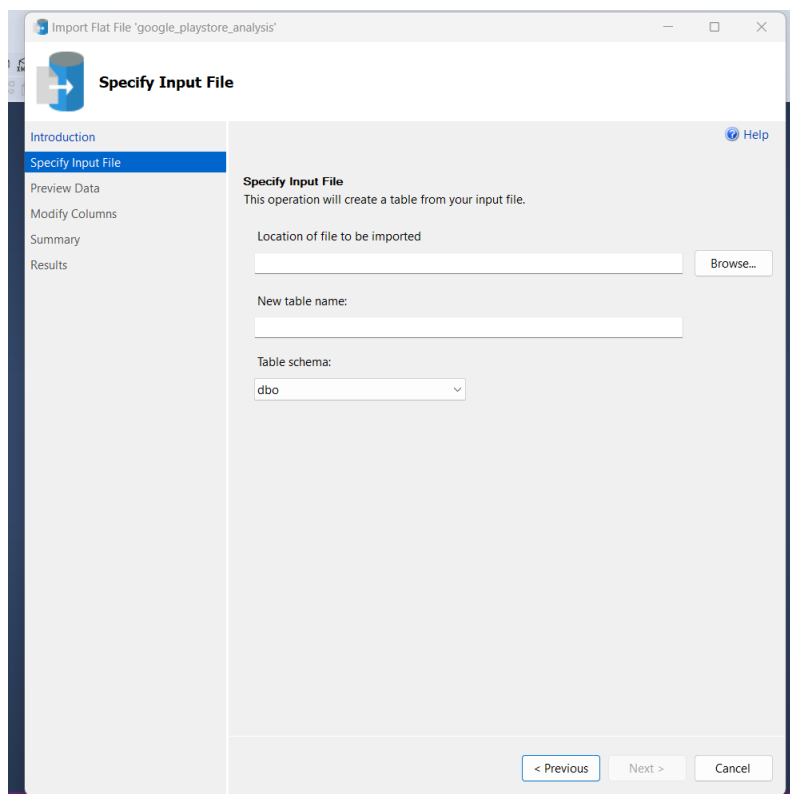 Import Flat File 'google_playstore_analysis'
Specify Input File
Introduction
Help
Specify Input File
Preview Data
Modify Columns
Summary
Results
Specify Input File
This operation will create a table from your input file.
Location of file to be imported
Browse...
New table name:
Table schema:
dbo
< Previous Next > Cancel